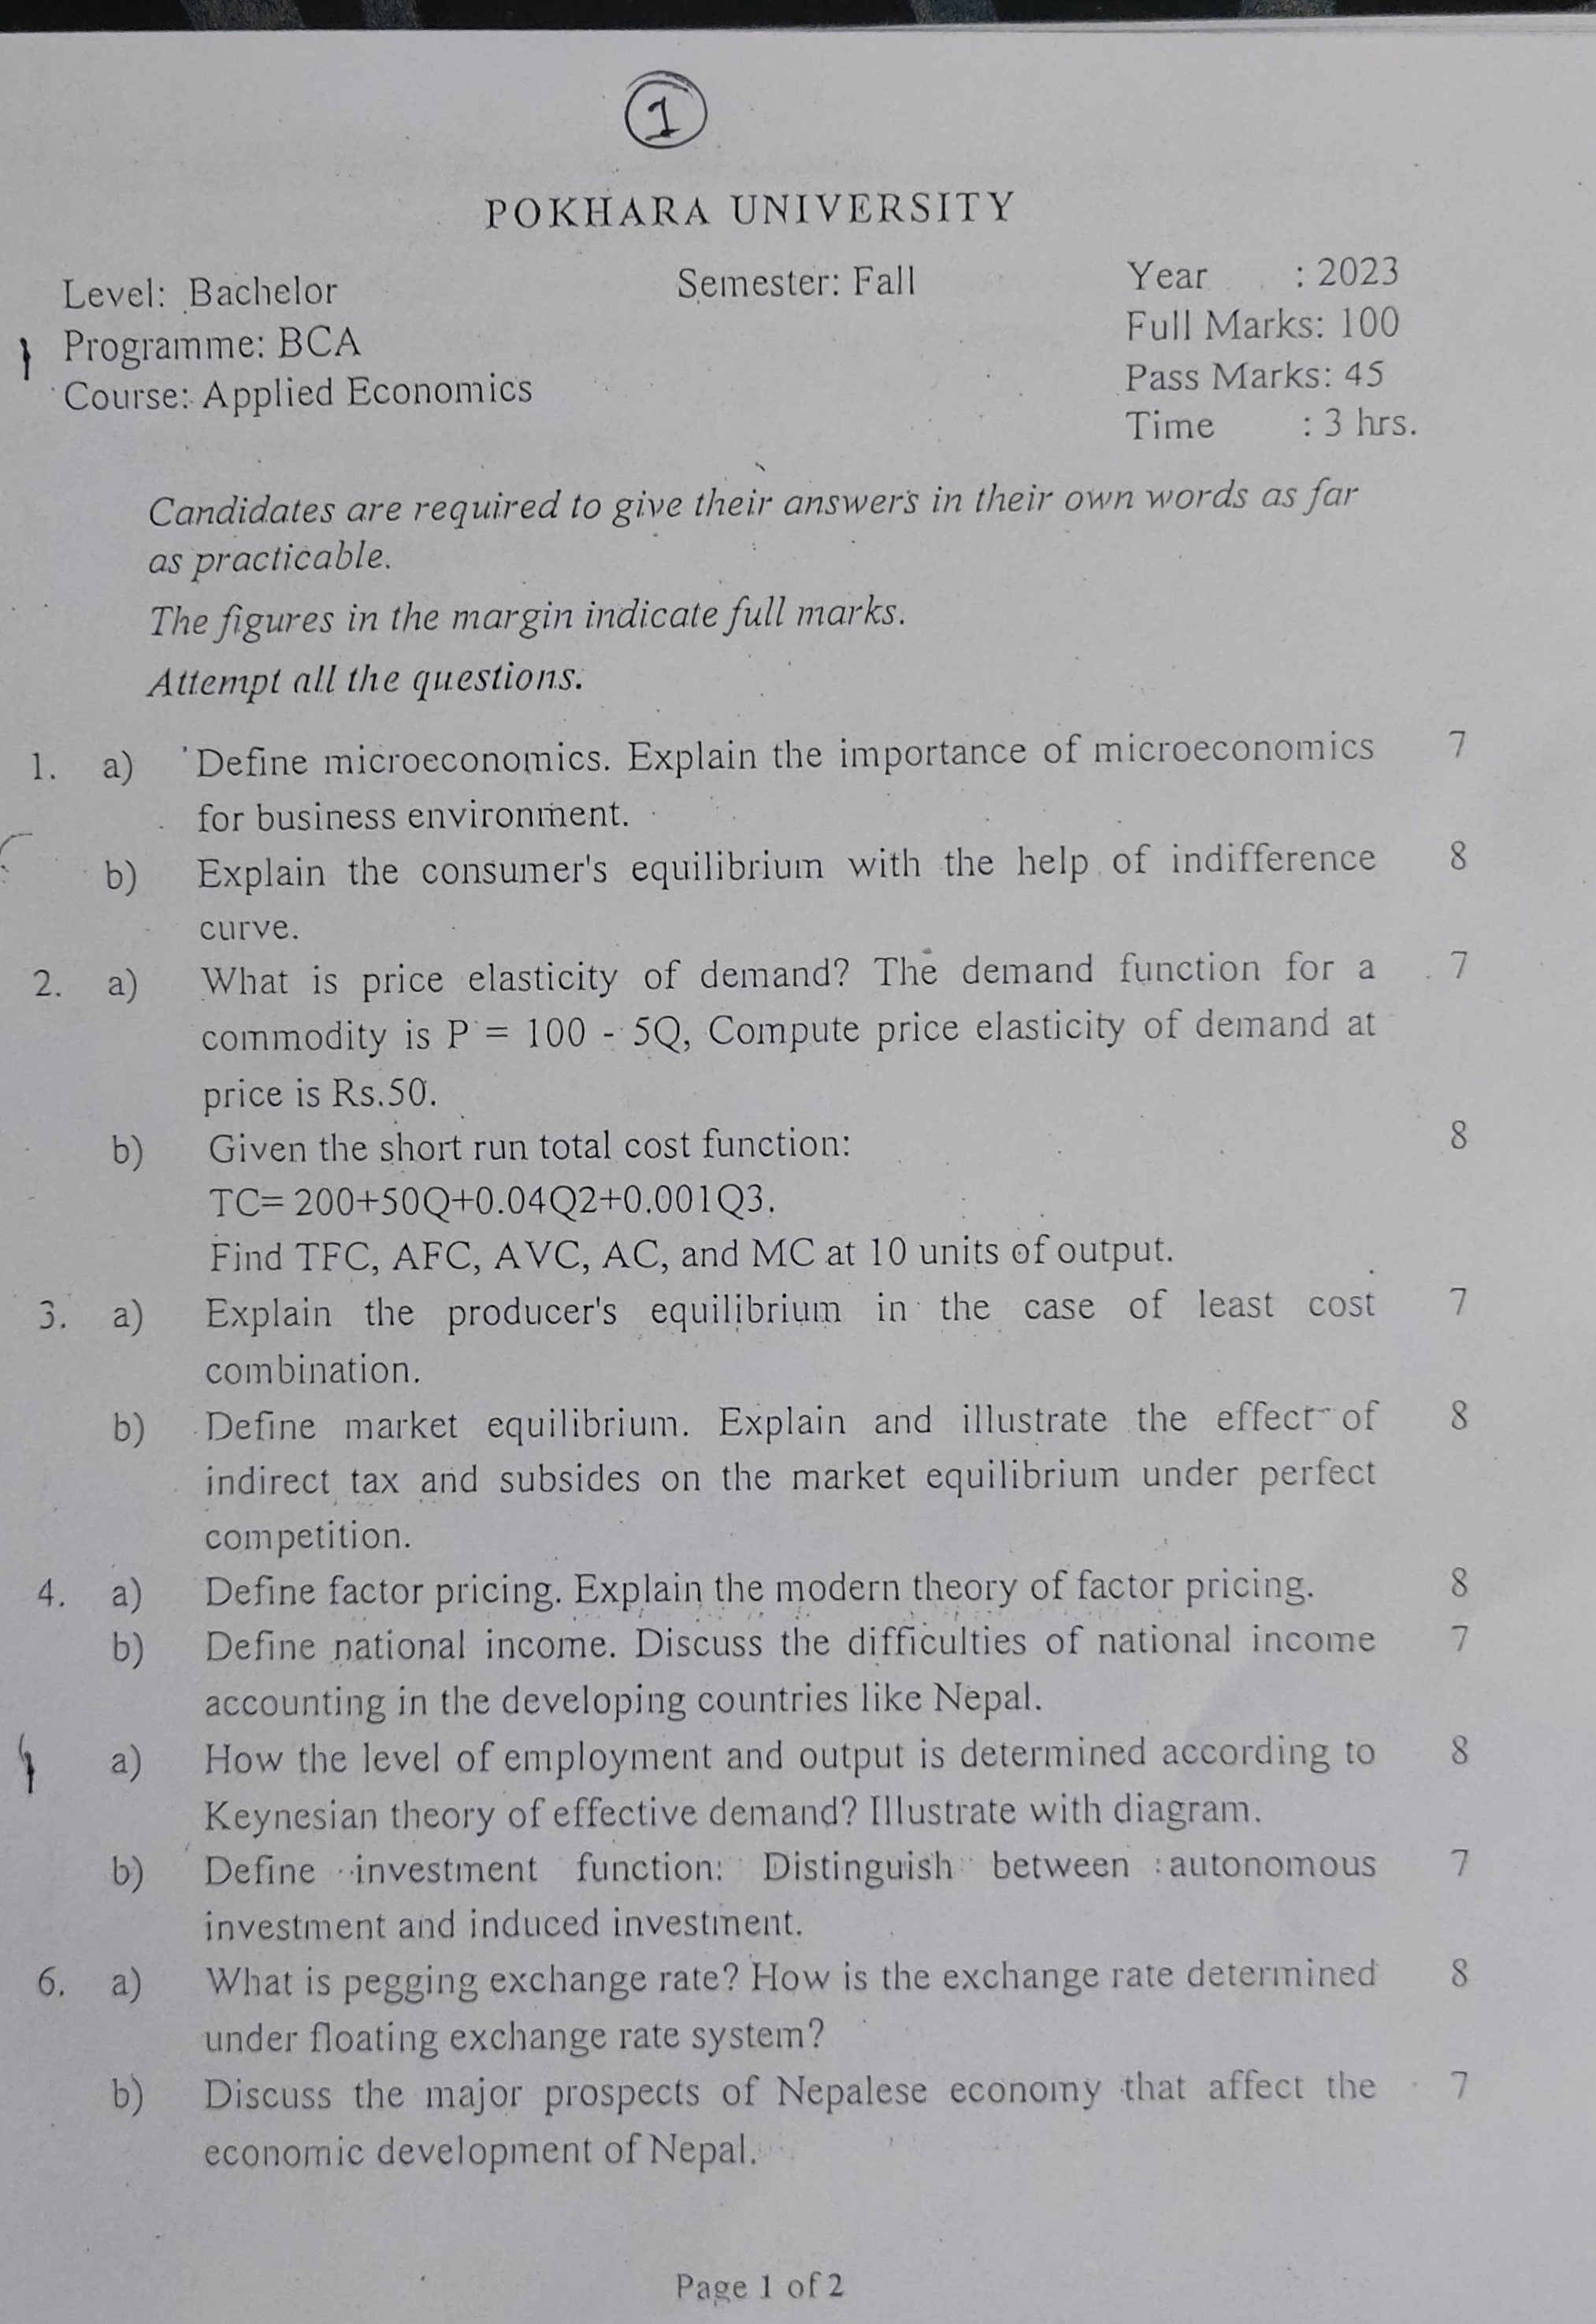 1
POKHARA UNIVERSITY
Level: Bachelor Semester: Fall Year : 2023
Programme: BCA Full Marks: 100
Course: Applied Economics Pass Marks: 45
Time : 3 hrs.
Candidates are required to give their answers in their own words as far
as practicable.
The figures in the margin indicate full marks.
Attempt all the questions.
1. a) Define microeconomics. Explain the importance of microeconomics 7
for business environment.
b) Explain the consumer's equilibrium with the help of indifference 8
curve.
2. a) What is price elasticity of demand? The demand function for a 7
commodity is P = 100 - 5Q, Compute price elasticity of demand at
price is Rs.50.
b) Given the short run total cost function: 8
TC= 200+50Q+0.04Q2+0.001Q3.
Find TFC, AFC, AVC, AC, and MC at 10 units of output.
3. a) Explain the producer's equilibrium in the case of least cost 7
combination.
b) Define market equilibrium. Explain and illustrate the effect of 8
indirect tax and subsides on the market equilibrium under perfect
competition.
4. a) Define factor pricing. Explain the modern theory of factor pricing. 8
b) Define national income. Discuss the difficulties of national income 7
accounting in the developing countries like Nepal.
a) How the level of employment and output is determined according to 8
Keynesian theory of effective demand? Illustrate with diagram.
b) Define investment function: Distinguish between autonomous 7
investment and induced investment.
6. a) What is pegging exchange rate? How is the exchange rate determined 8
under floating exchange rate system?
b) Discuss the major prospects of Nepalese economy that affect the 7
economic development of Nepal.
Page 1 of 2